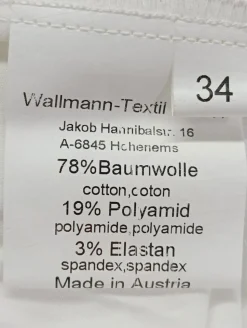 34
Wallmann-Textil
Jakob Hannibalstr. 16
A-6845 Hohenems
78%Baumwolle
cotton,coton
19% Polyamid
polyamide,polyamide
3% Elastan
spandex,spandex
Made in Austria